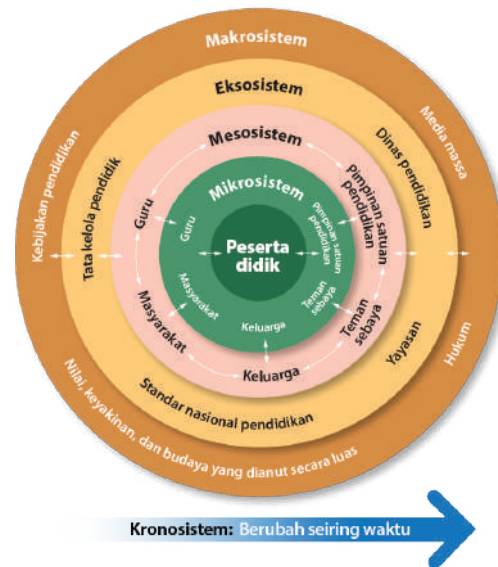 Makrosistem
Kebijakan pendidikan
Media massa
Hukum
Nilai, keyakinan, dan budaya yang dianut secara luas
Eksosistem
Tata kelola pendidik
Dinas pendidikan
Yayasan
Standar nasional pendidikan
Mesosistem
Guru
Pimpinan satuan
pendidikan
Masyarakat
Teman
sebaya
Keluarga
Mikrosistem
Guru
Pimpinan satuan
pendidikan
Masyarakat
Teman
sebaya
Keluarga
Peserta
didik
Kronosistem: Berubah seiring waktu